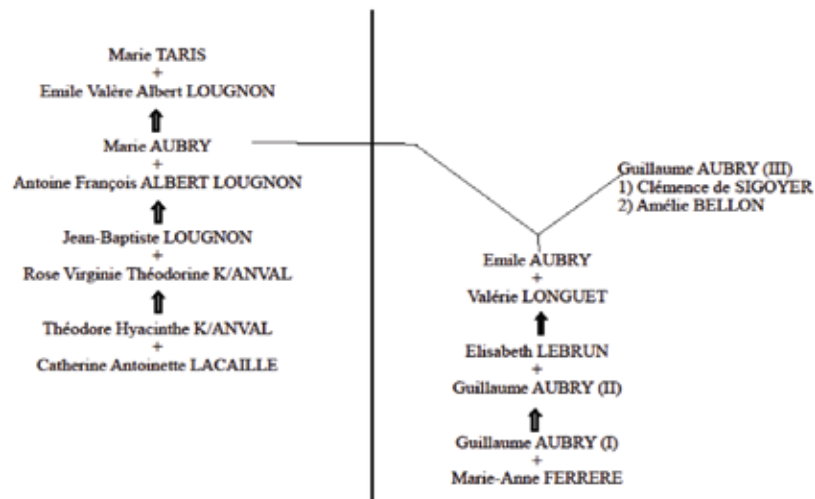 Marie TARIS
+
Emile Valère Albert LOUGNON
Marie AUBRY
+
Antoine François ALBERT LOUGNON
Jean-Baptiste LOUGNON
+
Rose Virginie Théodorine K/ANVAL
Théodore Hyacinthe K/ANVAL
+
Catherine Antoinette LACAILLE
Guillaume AUBRY (III)
1) Clémence de SIGOYER
2) Amélie BELLON
Emile AUBRY
+
Valérie LONGUET
Elisabeth LEBRUN
+
Guillaume AUBRY (II)
Guillaume AUBRY (I)
+
Marie-Anne FERRERE